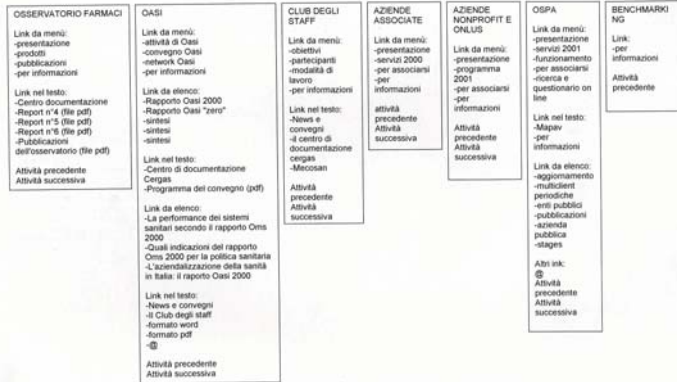 OSSERVATORIO FARMACI
Link da menù:
-presentazione
-prodotti
-pubblicazioni
-per informazioni
Link nel testo:
-Centro documentazione
-Report n°4 (file pdf)
-Report n°5 (file pdf)
-Report n°6 (file pdf)
-Pubblicazioni
dell'osservatorio (file pdf)
Attività precedente
Attività successiva
OASI
Link da menù:
-attività di Oasi
-convegno Oasi
-network Oasi
-per informazioni
Link da elenco:
-Rapporto Oasi 2000
-Rapporto Oasi "zero"
-sintesi
-sintesi
-sintesi
Link nel testo:
-Centro di documentazione
Cergas
-Programma del convegno (pdf)
Link da elenco:
-La performance dei sistemi
sanitari secondo il rapporto Oms
2000
-Quali indicazioni del rapporto
Oms 2000 per la politica sanitaria
-L'aziendalizzazione della sanità
in Italia: il raporto Oasi 2000
Link nel testo:
-News e convegni
-Il Club degli staff
-formato word
-formato pdf
-@
Attività precedente
Attività successiva
CLUB DEGLI
STAFF
Link da menù:
-obiettivi
-partecipanti
-modalità di
lavoro
-per informazioni
Link nel testo:
-News e
convegni
-il centro di
documentazione
cergas
-Mecosan
Attività
precedente
Attività
successiva
AZIENDE
ASSOCIATE
Link da menù:
-presentazione
-servizi 2000
-per associarsi
-per
informazioni
attività
precedente
Attività
successiva
AZIENDE
NONPROFIT E
ONLUS
Link da menù:
-presentazione
-programma
2001
-per associarsi
-per
informazioni
Attività
precedente
Attività
successiva
OSPA
Link da menù:
-presentazione
-servizi 2001
-funzionamento
-per associarsi
-ricerca e
questionario on
line
Link nel testo:
-Mapav
-per
informazioni
Link da elenco:
-aggiornamento
-multiclient
periodiche
-enti pubblici
-pubblicazioni
-azienda
pubblica
-stages
Altri ink:
@
Attività
precedente
Attività
successiva
BENCHMARKI
NG
Link:
-per
informazioni
Attività
precedente